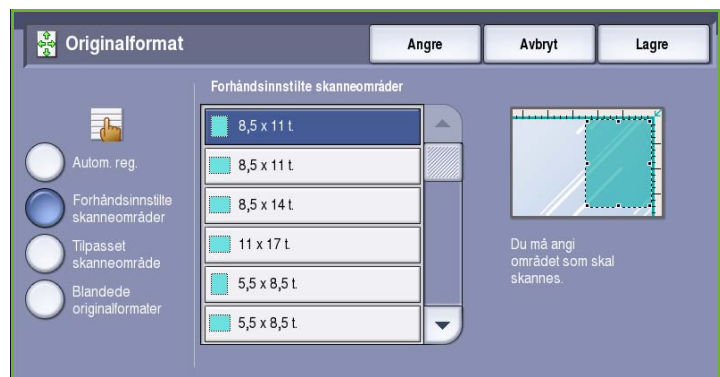 Originalformat
Angre
Avbryt
Lagre
Forhåndsinnstilte skanneområder
Autom. reg.
Forhåndsinnstilte
skanneområder
Tilpasset
skanneområde
Blandede
originalformater
8,5 x 11 t.
8,5 x 11 t.
8,5 x 14 t.
11 x 17 t.
5,5 x 8,5 t.
5,5 x 8,5 t.
Du må angi
området som skal
skannes.